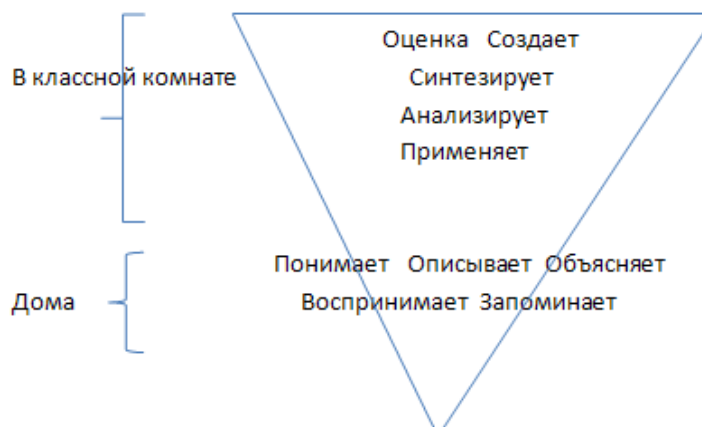 Оценка Создает
В классной комнате Синтезирует
Анализирует
Применяет
Понимает Описывает Объясняет
Дома Воспринимает Запоминает